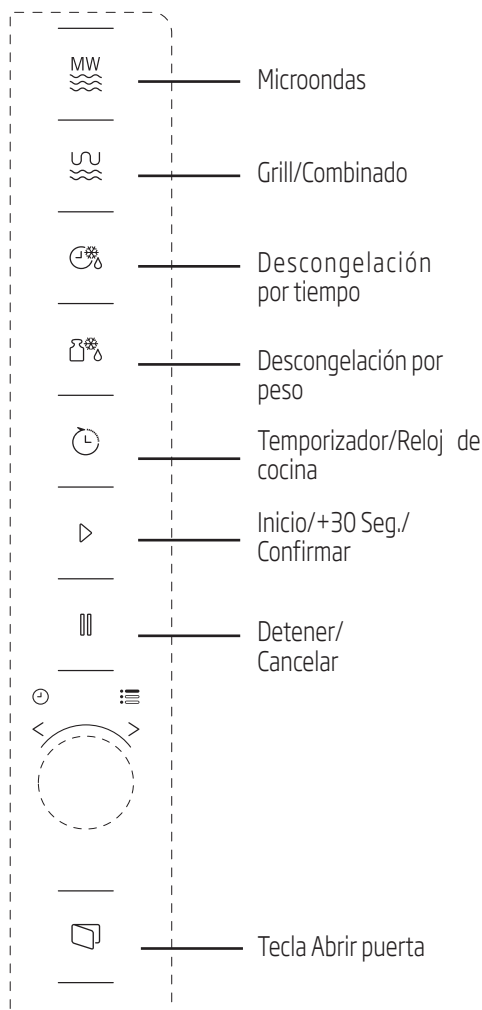 MW
Microondas
Grill/Combinado
Descongelación
por tiempo
Descongelación por
peso
Temporizador/Reloj de
cocina
Inicio/+30 Seg./
Confirmar
Detener/
Cancelar
Tecla Abrir puerta